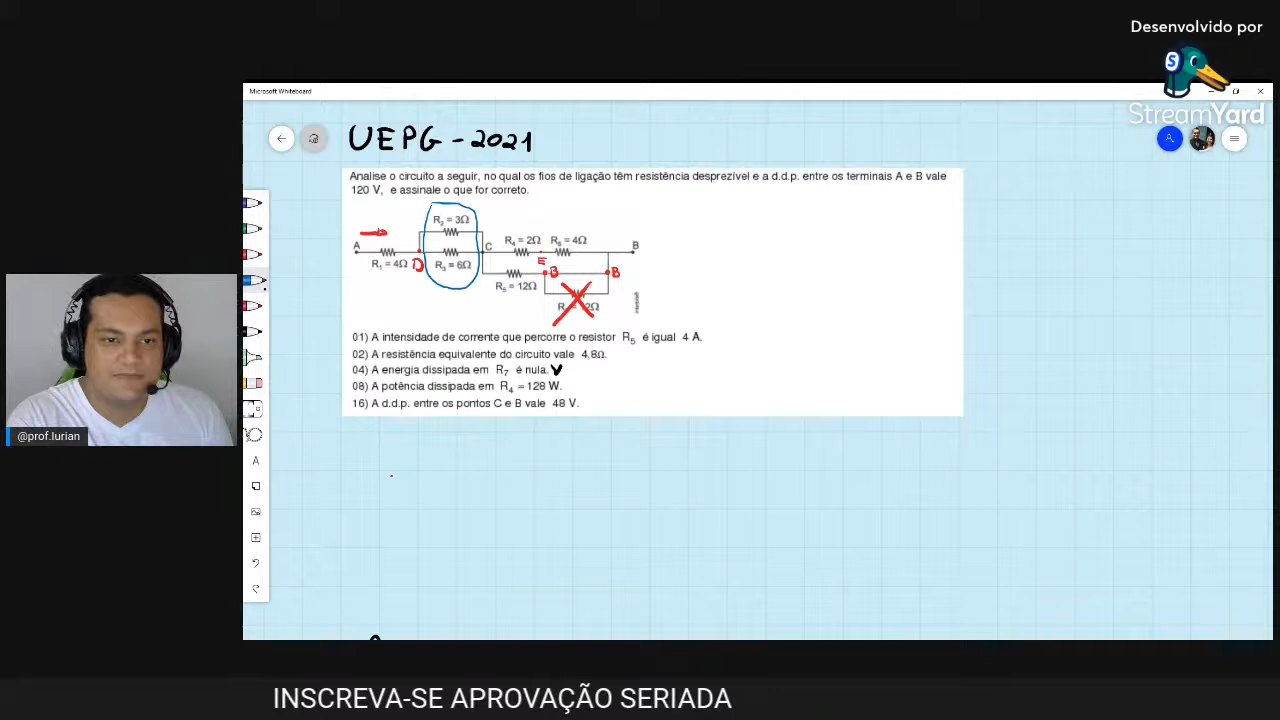 Desenvolvido por
S
StreamYard
Microsoft Whiteboard
UEPG - 2021
Analise o circuito a seguir, no qual os fios de ligação têm resistência desprezível e a d.d.p. entre os terminais A e B vale
120 V, e assinale o que for correto.
R₂ = 3Ω
A
C
R₄ = 2Ω
R₆ = 4Ω
B
R₁ = 4Ω
D
R₃ = 6Ω
E
B
B
R₅ = 12Ω
2Ω
01) A intensidade de corrente que percorre o resistor R₅ é igual 4 A.
02) A resistência equivalente do circuito vale 4,8Ω.
04) A energia dissipada em R₇ é nula. V
08) A potência dissipada em R₄ = 128 W.
16) A d.d.p. entre os pontos C e B vale 48 V.
@prof.lurian
A
INSCREVA-SE APROVAÇÃO SERIADA